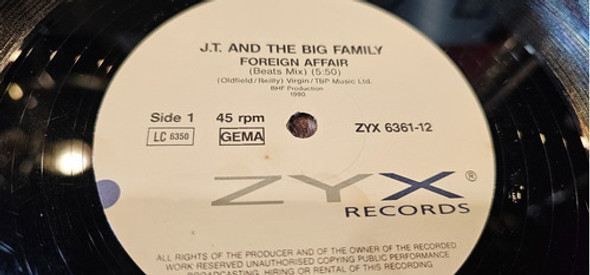 J.T. AND THE BIG FAMILY
FOREIGN AFFAIR
(Beats Mix) (5:50)
(Oldfield/Reilly) Virgin/TBP Music Ltd.
BHF Production
1990
Side 1 45 rpm
LC 6350 GEMA ZYX 6361-12
ZYX ®
RECORDS
ALL RIGHTS OF THE PRODUCER AND OF THE OWNER OF THE RECORDED
WORK RESERVED UNAUTHORISED COPYING PUBLIC PERFORMANCE
BROADCASTING, HIRING OR RENTAL OF THIS RECORDING